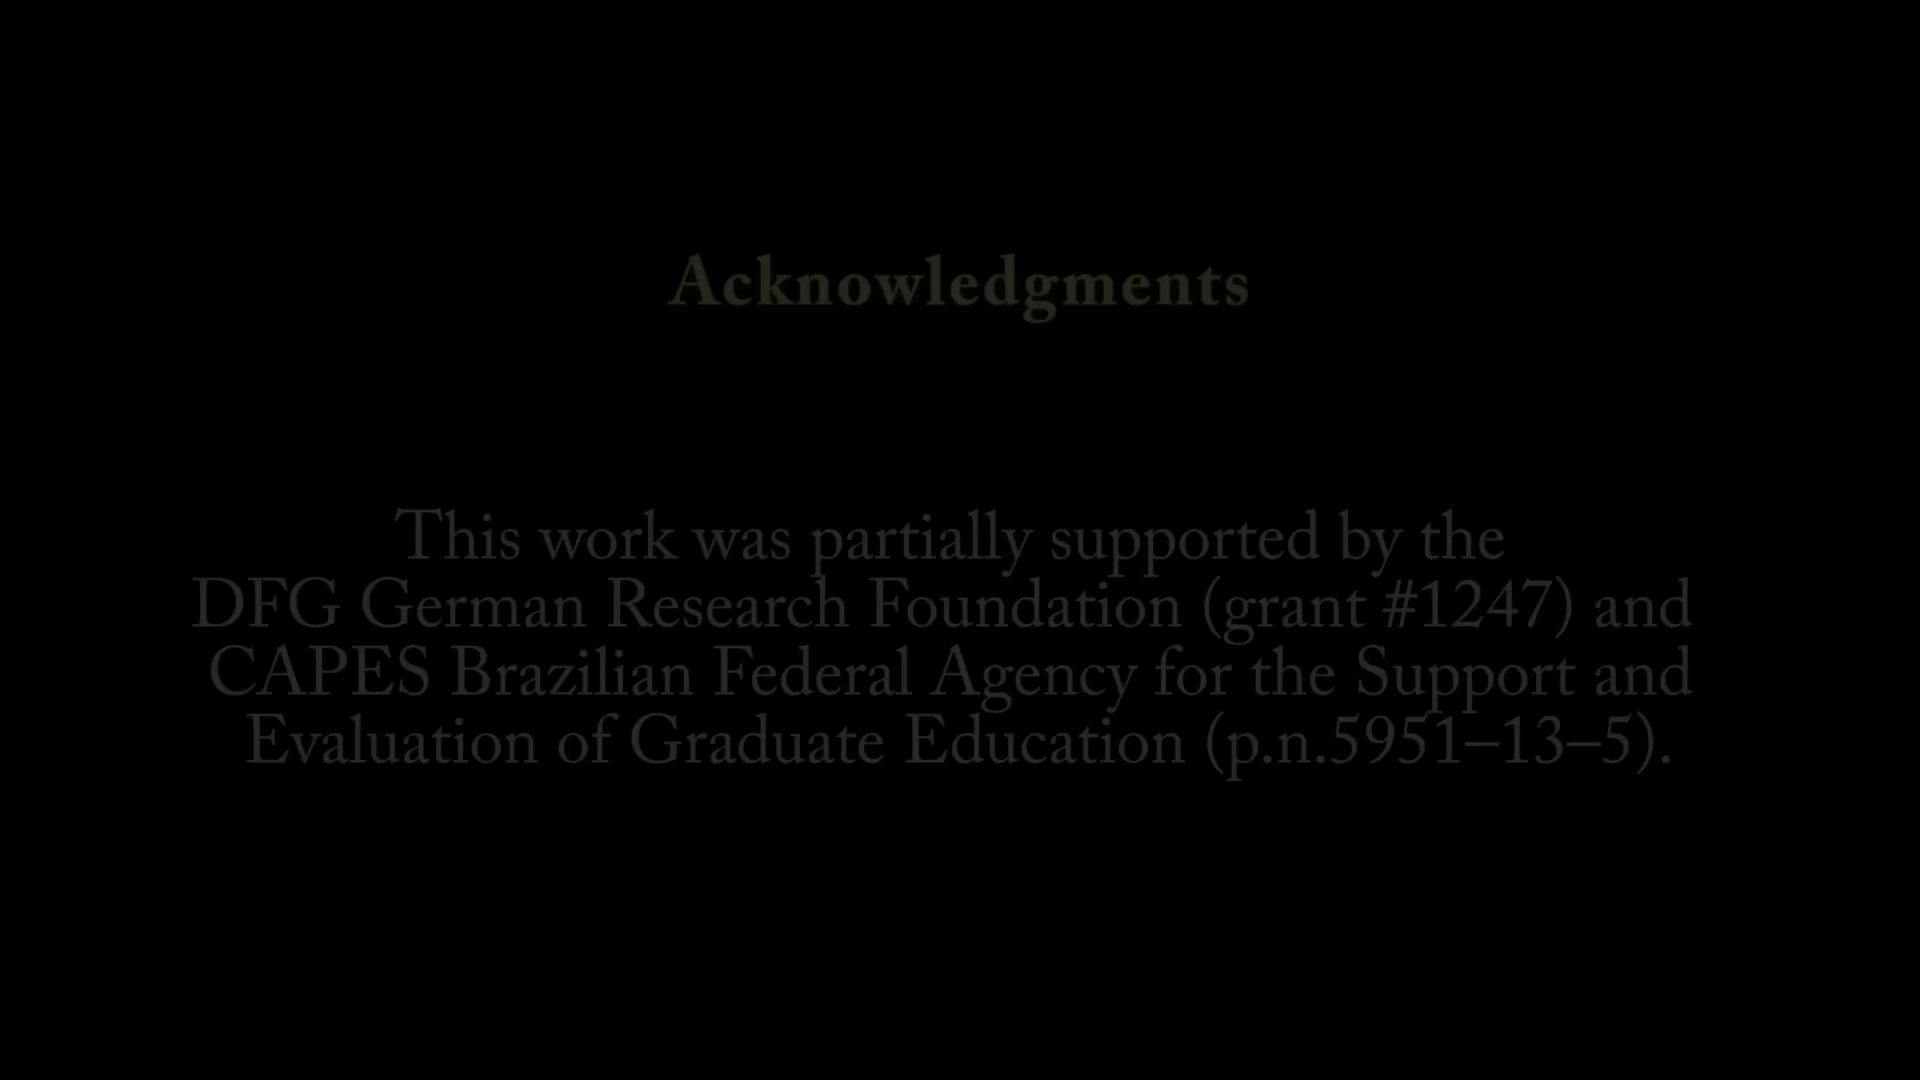 Acknowledgments
This work was partially supported by the
DFG German Research Foundation (grant #1247) and
CAPES Brazilian Federal Agency for the Support and
Evaluation of Graduate Education (p.n.5951–13–5).